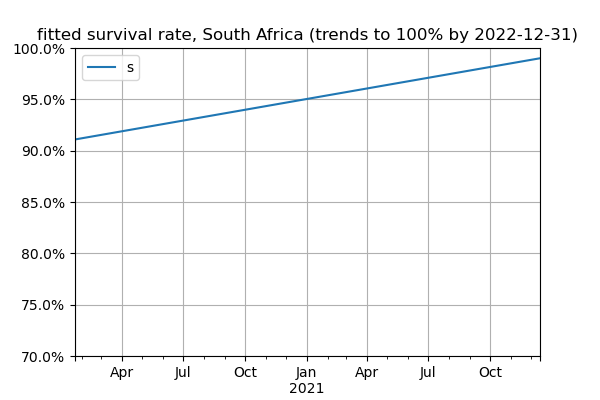 fitted survival rate, South Africa (trends to 100% by 2022-12-31)
100.0%
s
95.0%
90.0%
85.0%
80.0%
75.0%
70.0%
Apr Jul Oct Jan Apr Jul Oct
2021